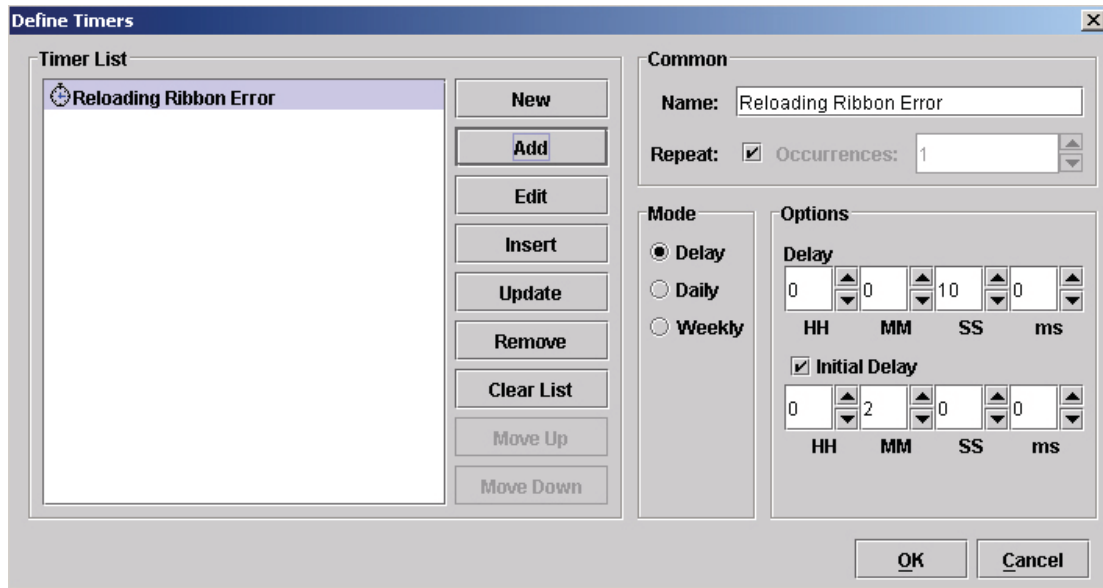 Define Timers
Timer List
Reloading Ribbon Error
New
Add
Edit
Insert
Update
Remove
Clear List
Move Up
Move Down
Common
Name: Reloading Ribbon Error
Repeat: Occurrences: 1
Mode
Delay
Daily
Weekly
Options
Delay
0 0 10 0
HH MM SS ms
Initial Delay
0 2 0 0
HH MM SS ms
OK Cancel